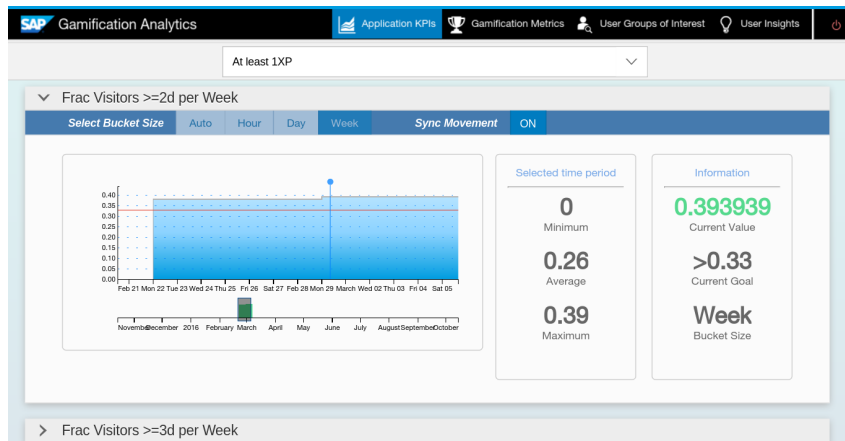 SAP Gamification Analytics Application KPIs Gamification Metrics User Groups of Interest User Insights
At least 1XP
Frac Visitors >=2d per Week
Select Bucket Size Auto Hour Day Week Sync Movement ON
Selected time period
0
Minimum
0.26
Average
0.39
Maximum
Information
0.393939
Current Value
>0.33
Current Goal
Week
Bucket Size
0.40
0.35
0.30
0.25
0.20
0.15
0.10
0.05
0.00
Feb 21 Mon 22 Tue 23 Wed 24 Thu 25 Fri 26 Sat 27 Feb 28 Mon 29 March Wed 02 Thu 03 Fri 04 Sat 05
November December 2016 February March April May June July August September October
Frac Visitors >=3d per Week